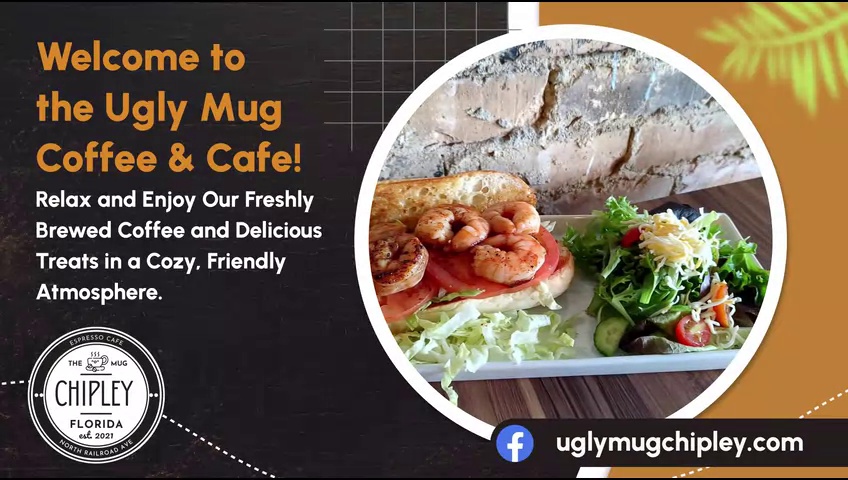 Welcome to
the Ugly Mug
Coffee & Cafe!
Relax and Enjoy Our Freshly
Brewed Coffee and Delicious
Treats in a Cozy, Friendly
Atmosphere.
ESPRESSO CAFE
THE MUG
CHIPLEY
FLORIDA
est. 2021
NORTH RAILROAD AVE
uglymugchipley.com